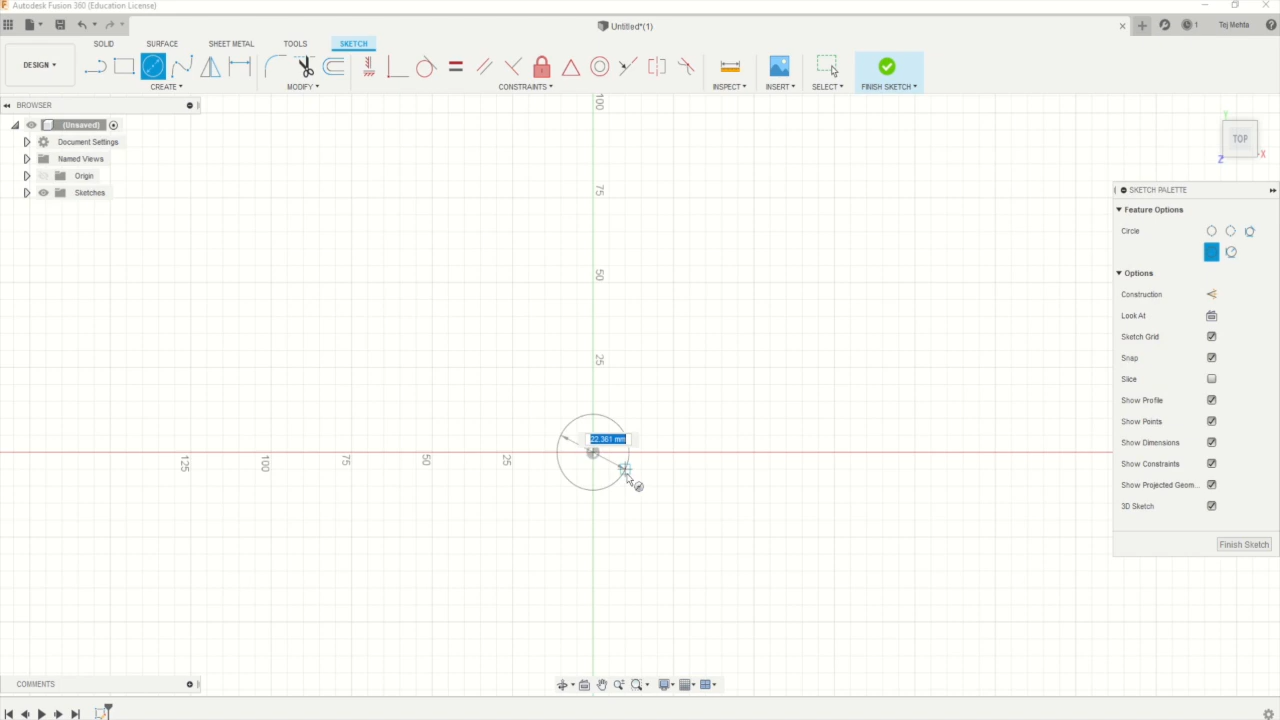 Autodesk Fusion 360 (Education License)
Untitled*(1)
1
Tej Mehta
DESIGN
SOLID
SURFACE
SHEET METAL
TOOLS
SKETCH
CREATE
MODIFY
CONSTRAINTS
INSPECT
INSERT
SELECT
FINISH SKETCH
BROWSER
(Unsaved)
Document Settings
Named Views
Origin
Sketches
100
75
50
25
125
100
75
50
25
22.361 mm
TOP
X
Y
Z
SKETCH PALETTE
Feature Options
Circle
Options
Construction
Look At
Sketch Grid
Snap
Slice
Show Profile
Show Points
Show Dimensions
Show Constraints
Show Projected Geom...
3D Sketch
Finish Sketch
COMMENTS